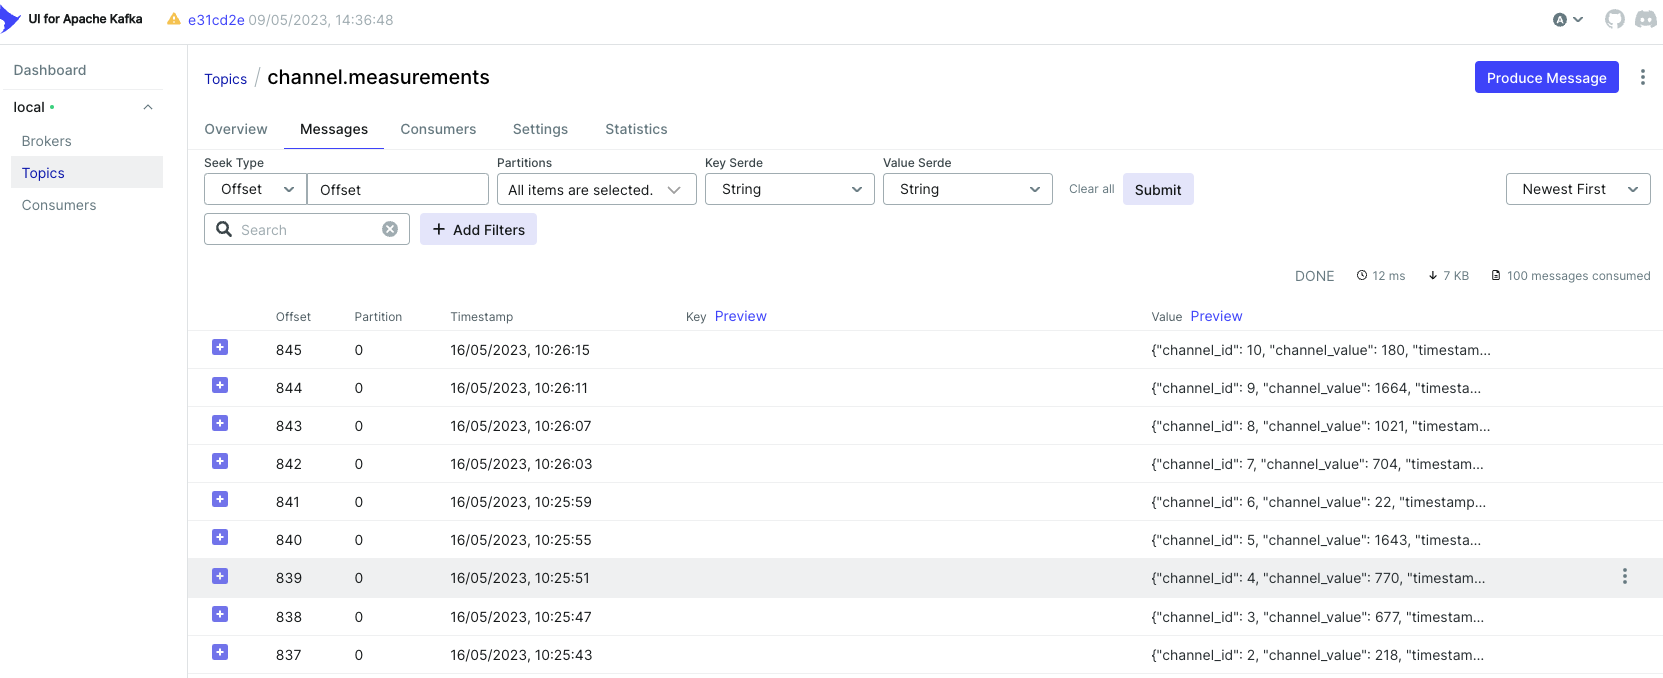 UI for Apache Kafka e31cd2e 09/05/2023, 14:36:48 A
Dashboard
local
Brokers
Topics
Consumers
Topics / channel.measurements Produce Message
Overview Messages Consumers Settings Statistics
Seek Type Partitions Key Serde Value Serde
Offset Offset All items are selected. String String Clear all Submit Newest First
Search Add Filters
DONE 12 ms 7 KB 100 messages consumed
Offset Partition Timestamp Key Preview Value Preview
845 0 16/05/2023, 10:26:15 {"channel_id": 10, "channel_value": 180, "timestam...
844 0 16/05/2023, 10:26:11 {"channel_id": 9, "channel_value": 1664, "timesta...
843 0 16/05/2023, 10:26:07 {"channel_id": 8, "channel_value": 1021, "timestam...
842 0 16/05/2023, 10:26:03 {"channel_id": 7, "channel_value": 704, "timestam...
841 0 16/05/2023, 10:25:59 {"channel_id": 6, "channel_value": 22, "timestamp...
840 0 16/05/2023, 10:25:55 {"channel_id": 5, "channel_value": 1643, "timesta...
839 0 16/05/2023, 10:25:51 {"channel_id": 4, "channel_value": 770, "timestam...
838 0 16/05/2023, 10:25:47 {"channel_id": 3, "channel_value": 677, "timestam...
837 0 16/05/2023, 10:25:43 {"channel_id": 2, "channel_value": 218, "timestam...